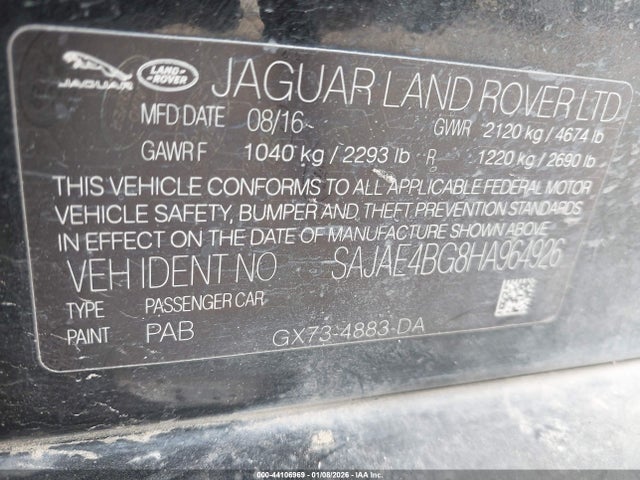 JAGUAR LAND-ROVER JAGUAR LAND ROVER LTD
MFD DATE 08/16 GVWR 2120 kg / 4674 lb
GAWR F 1040 kg / 2293 lb R 1220 kg / 2690 lb
THIS VEHICLE CONFORMS TO ALL APPLICABLE FEDERAL MOTOR
VEHICLE SAFETY, BUMPER AND THEFT PREVENTION STANDARDS
IN EFFECT ON THE DATE OF MANUFACTURE SHOWN ABOVE.
VEH IDENT NO SAJAE4BG8HA964926
TYPE PASSENGER CAR
PAINT PAB GX73-4883-DA
000-44106969 - 01/08/2026 - IAAJ - COPART